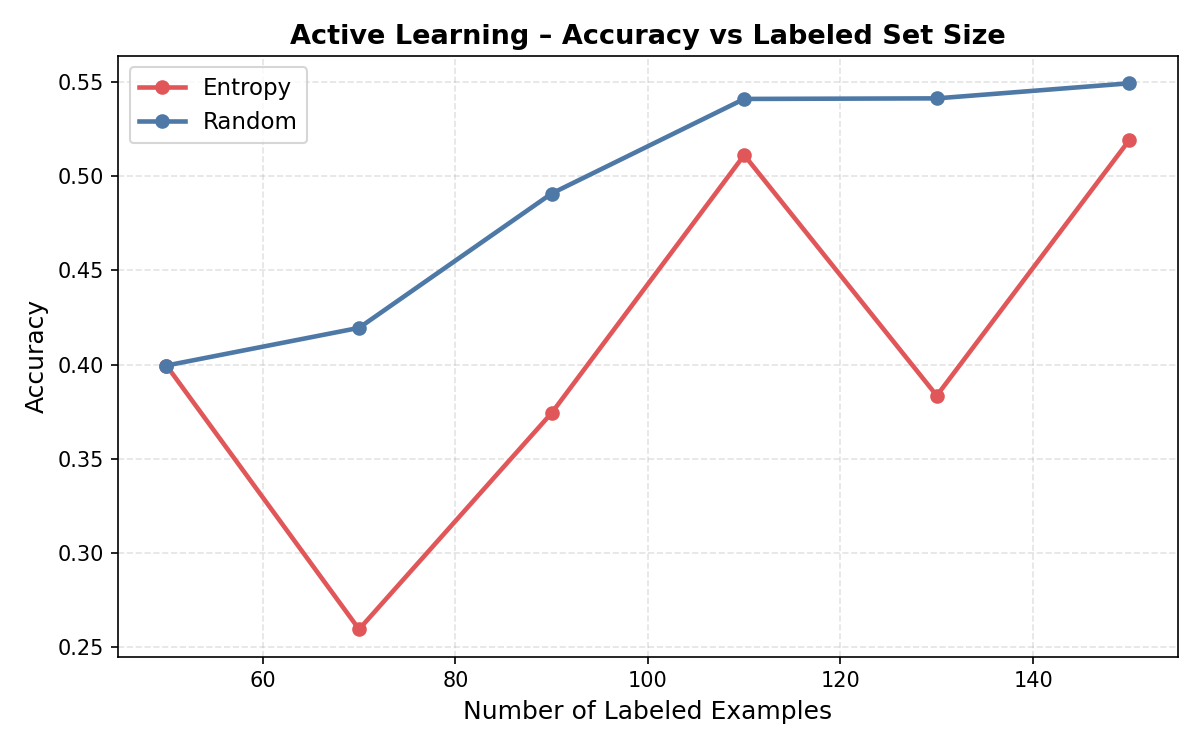 Active Learning – Accuracy vs Labeled Set Size
Entropy
Random
0.55
0.50
0.45
0.40
0.35
0.30
0.25
Accuracy
60 80 100 120 140
Number of Labeled Examples